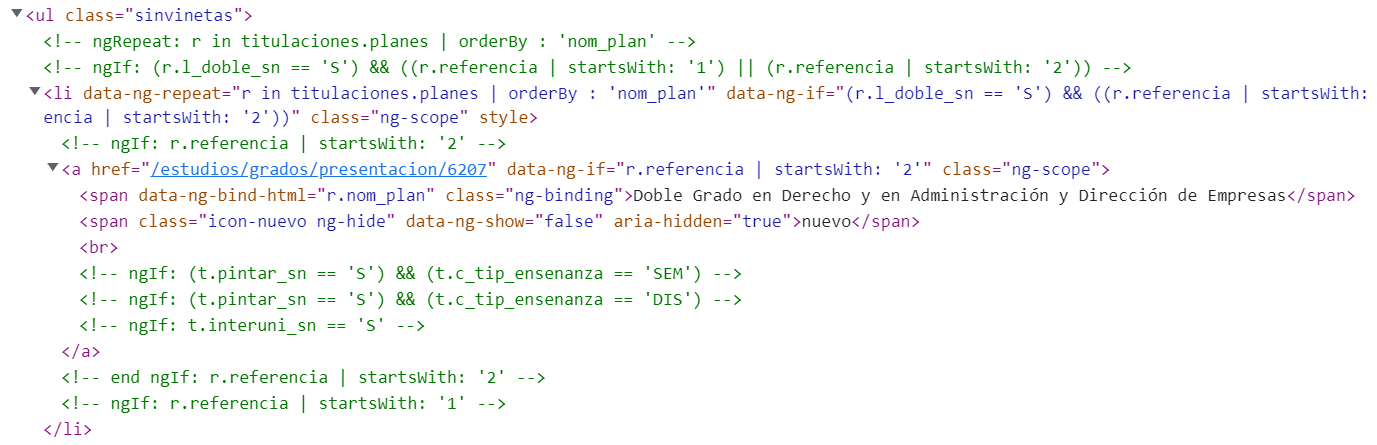 ▼<ul class="sinvinetas">
<!-- ngRepeat: r in titulaciones.planes | orderBy : 'nom_plan' -->
<!-- ngIf: (r.l_doble_sn == 'S') && ((r.referencia | startsWith: '1') || (r.referencia | startsWith: '2')) -->
▼<li data-ng-repeat="r in titulaciones.planes | orderBy : 'nom_plan'" data-ng-if="(r.l_doble_sn == 'S') && ((r.referencia | startsWith:
encia | startsWith: '2'))" class="ng-scope" style>
<!-- ngIf: r.referencia | startsWith: '2' -->
▼<a href="/estudios/grados/presentacion/6207" data-ng-if="r.referencia | startsWith: '2'" class="ng-scope">
<span data-ng-bind-html="r.nom_plan" class="ng-binding">Doble Grado en Derecho y en Administración y Dirección de Empresas</span>
<span class="icon-nuevo ng-hide" data-ng-show="false" aria-hidden="true">nuevo</span>
<br>
<!-- ngIf: (t.pintar_sn == 'S') && (t.c_tip_ensenanza == 'SEM') -->
<!-- ngIf: (t.pintar_sn == 'S') && (t.c_tip_ensenanza == 'DIS') -->
<!-- ngIf: t.interuni_sn == 'S' -->
</a>
<!-- end ngIf: r.referencia | startsWith: '2' -->
<!-- ngIf: r.referencia | startsWith: '1' -->
</li>